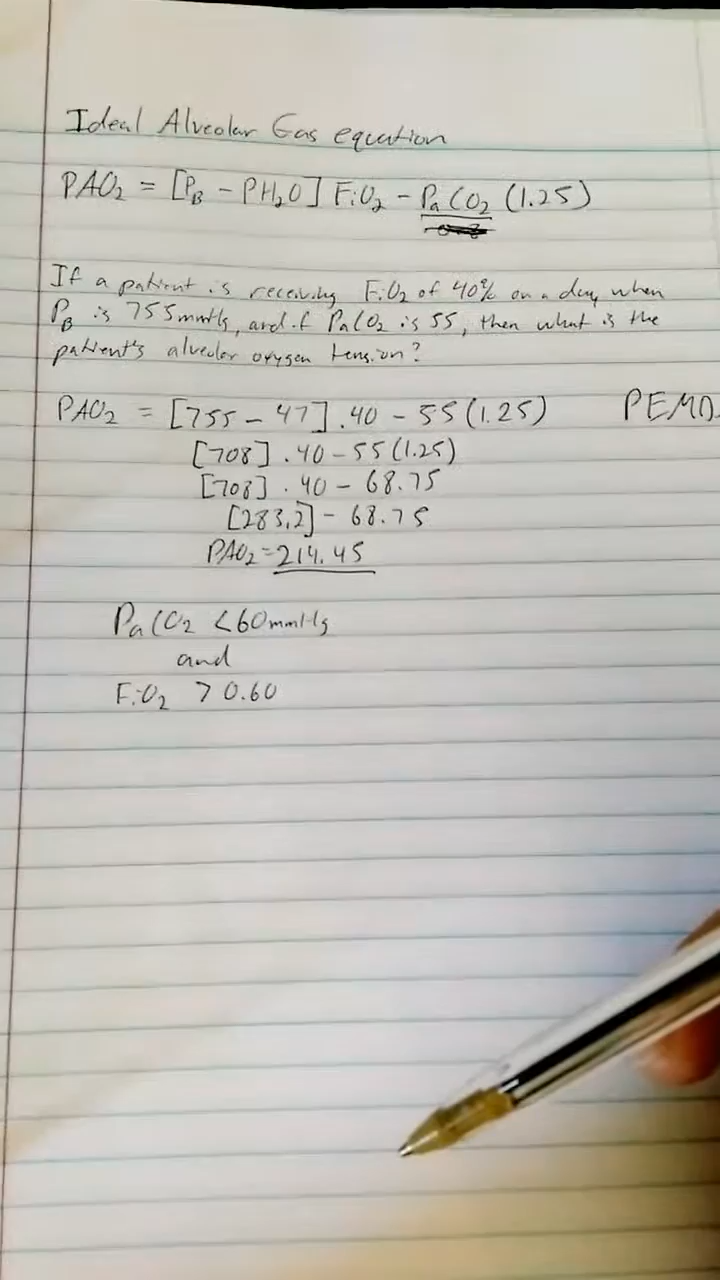 Ideal Alveolar Gas equation
PAO₂ = [P_B - PH₂O] FiO₂ - PaCO₂ (1.25)
If a patient is receiving FiO₂ of 40% on a day when
P_B is 755mmHg, and if PaCO₂ is 55, then what is the
patient's alveolar oxygen tension?
PAO₂ = [755 - 47] .40 - 55 (1.25) PEMD
[708] .40 - 55 (1.25)
[708] .40 - 68.75
[283.2] - 68.75
PAO₂ = 214.45
PaCO₂ <60mmHg
and
FiO₂ > 0.60